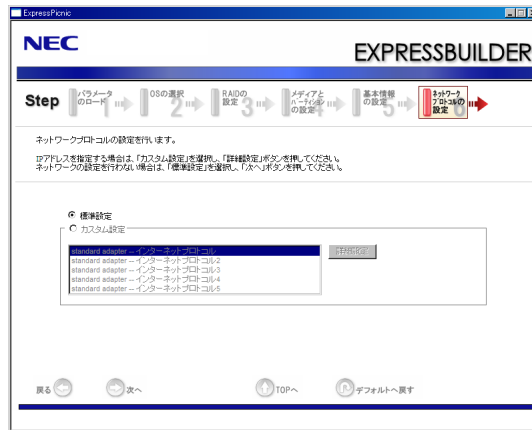 ExpressPicnic
NEC
EXPRESSBUILDER
Step
パラメータのロード 1
OSの選択 2
RAIDの設定 3
メディアとパーティションの設定 4
基本情報の設定 5
ネットワークプロトコルの設定 6
ネットワークプロトコルの設定を行います。
IPアドレスを指定する場合は、「カスタム設定」を選択し、「詳細設定」ボタンを押してください。
ネットワークの設定を行わない場合は、「標準設定」を選択し、「次へ」ボタンを押してください。
標準設定
カスタム設定
standard adapter -- インターネットプロトコル
詳細設定
standard adapter -- インターネットプロトコル2
standard adapter -- インターネットプロトコル3
standard adapter -- インターネットプロトコル4
standard adapter -- インターネットプロトコル5
戻る
次へ
TOPへ
デフォルトへ戻す